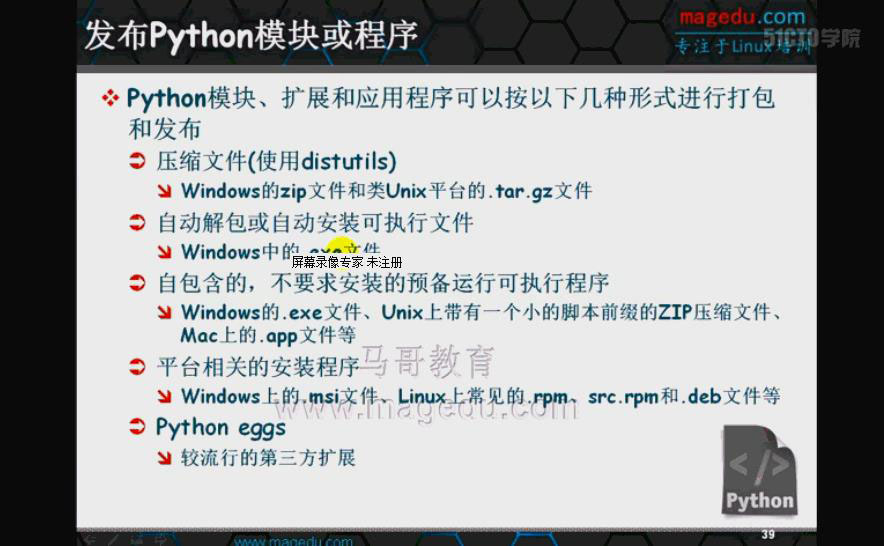 发布Python模块或程序
magedu.com
专注于Linux培训
51CTO学院
Python模块、扩展和应用程序可以按以下几种形式进行打包
和发布
压缩文件(使用distutils)
Windows的zip文件和类Unix平台的.tar.gz文件
自动解包或自动安装可执行文件
Windows中的.exe文件
屏幕录像专家 未注册
自包含的，不要求安装的预备运行可执行程序
Windows的.exe文件、Unix上带有一个小的脚本前缀的ZIP压缩文件、
Mac上的.app文件等
马哥教育
平台相关的安装程序
Windows上的.msi文件、Linux上常见的.rpm、src.rpm和.deb文件等
www.magedu.com
Python eggs
较流行的第三方扩展
</>
Python
www.magedu.com
39